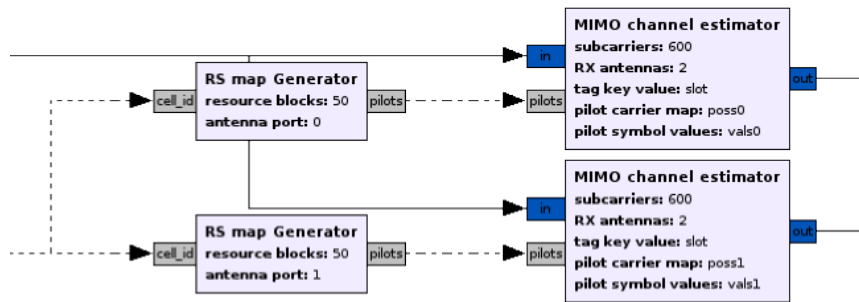 MIMO channel estimator
in
subcarriers: 600
RX antennas: 2
out
tag key value: slot
pilots
pilot carrier map: poss0
pilot symbol values: vals0
RS map Generator
cell_id
resource blocks: 50
pilots
antenna port: 0
MIMO channel estimator
in
subcarriers: 600
RX antennas: 2
out
tag key value: slot
pilots
pilot carrier map: poss1
pilot symbol values: vals1
RS map Generator
cell_id
resource blocks: 50
pilots
antenna port: 1